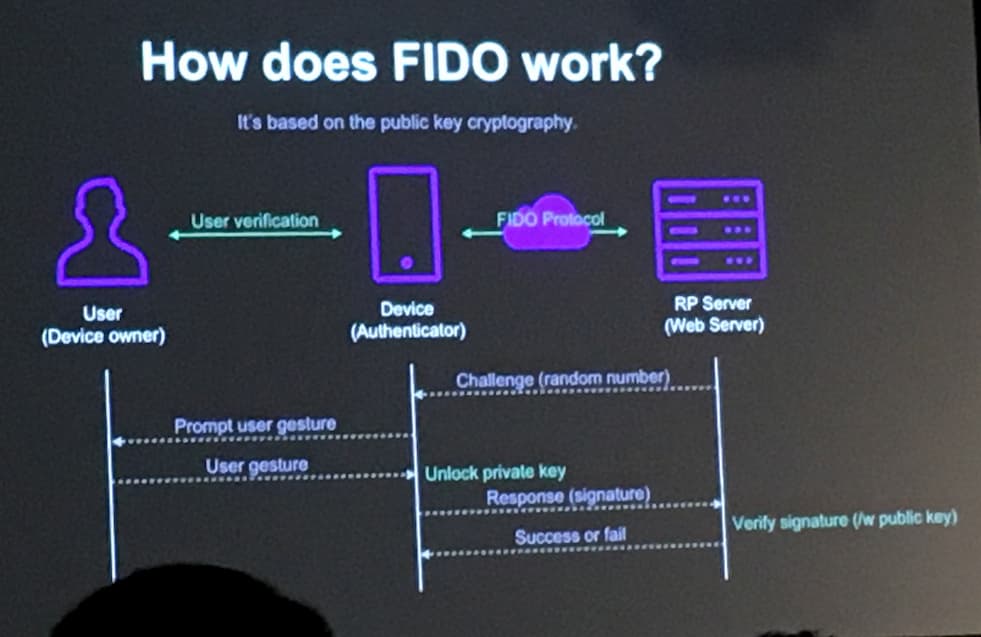 How does FIDO work?
It's based on the public key cryptography.
User verification
FIDO Protocol
User
(Device owner)
Device
(Authenticator)
RP Server
(Web Server)
Challenge (random number)
Prompt user gesture
User gesture
Unlock private key
Response (signature)
Verify signature (/w public key)
Success or fail